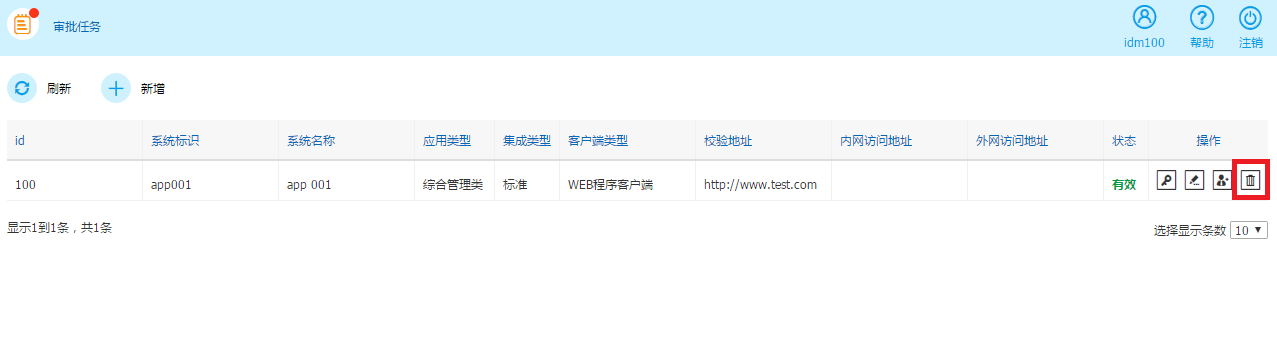 审批任务
idm100 帮助 注销
刷新 新增
id 系统标识 系统名称 应用类型 集成类型 客户端类型 校验地址 内网访问地址 外网访问地址 状态 操作
100 app001 app 001 综合管理类 标准 WEB程序客户端 http://www.test.com 有效
显示1到1条，共1条
选择显示条数 10